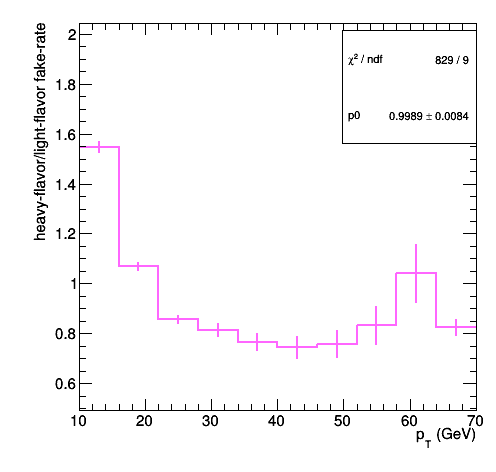 heavy-flavor/light-flavor fake-rate
χ² / ndf 829 / 9
p0 0.9989 ± 0.0084
2
1.8
1.6
1.4
1.2
1
0.8
0.6
10 20 30 40 50 60 70
p_T (GeV)